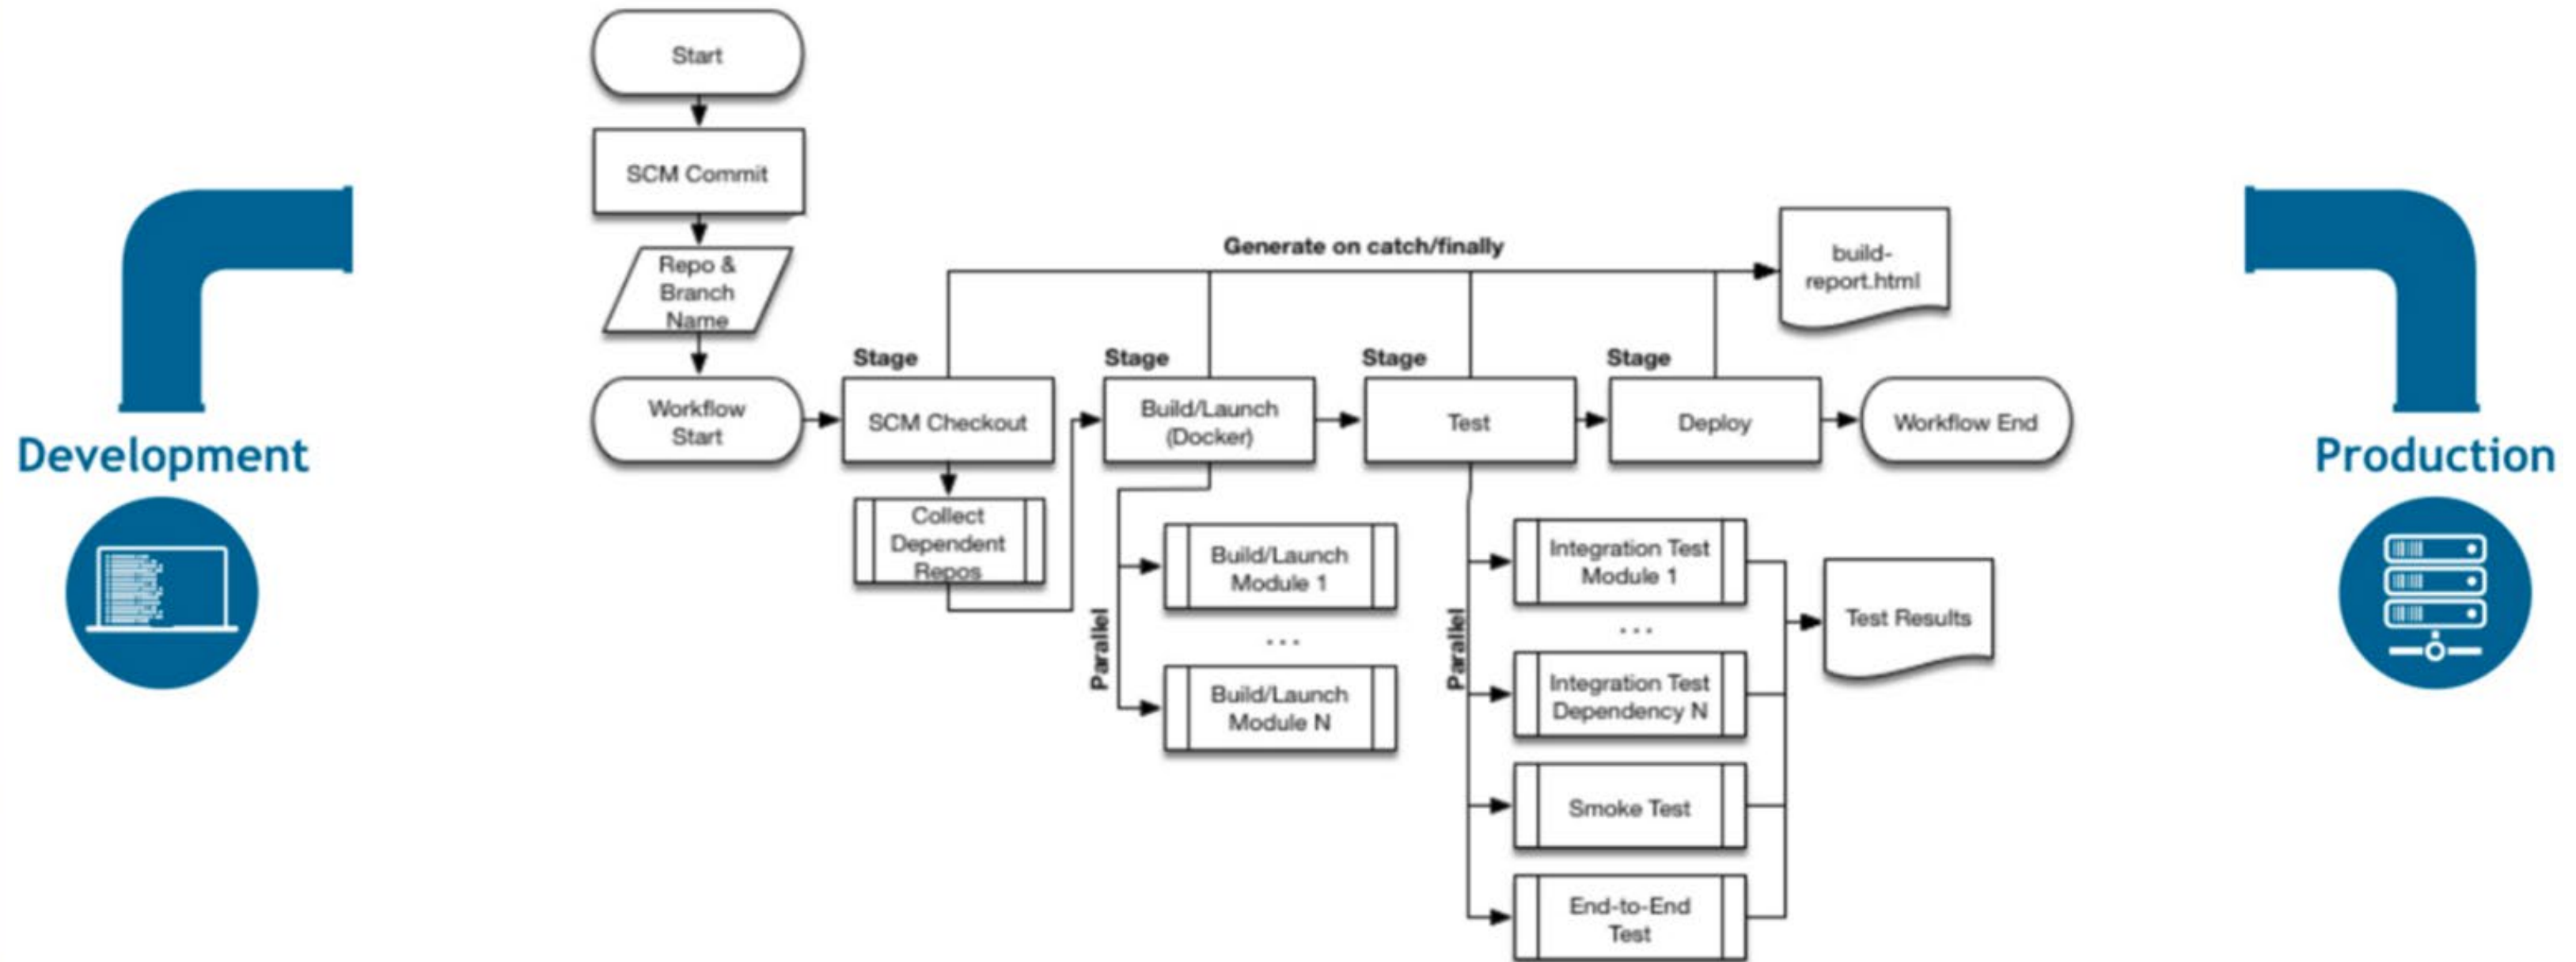 Start
SCM Commit
Repo &
Branch
Name
Workflow
Start
Development
Generate on catch/finally
build-
report.html
Stage
SCM Checkout
Collect
Dependent
Repos
Stage
Build/Launch
(Docker)
Parallel
Build/Launch
Module 1
...
Build/Launch
Module N
Stage
Test
Parallel
Integration Test
Module 1
...
Integration Test
Dependency N
Smoke Test
End-to-End
Test
Test Results
Stage
Deploy
Workflow End
Production